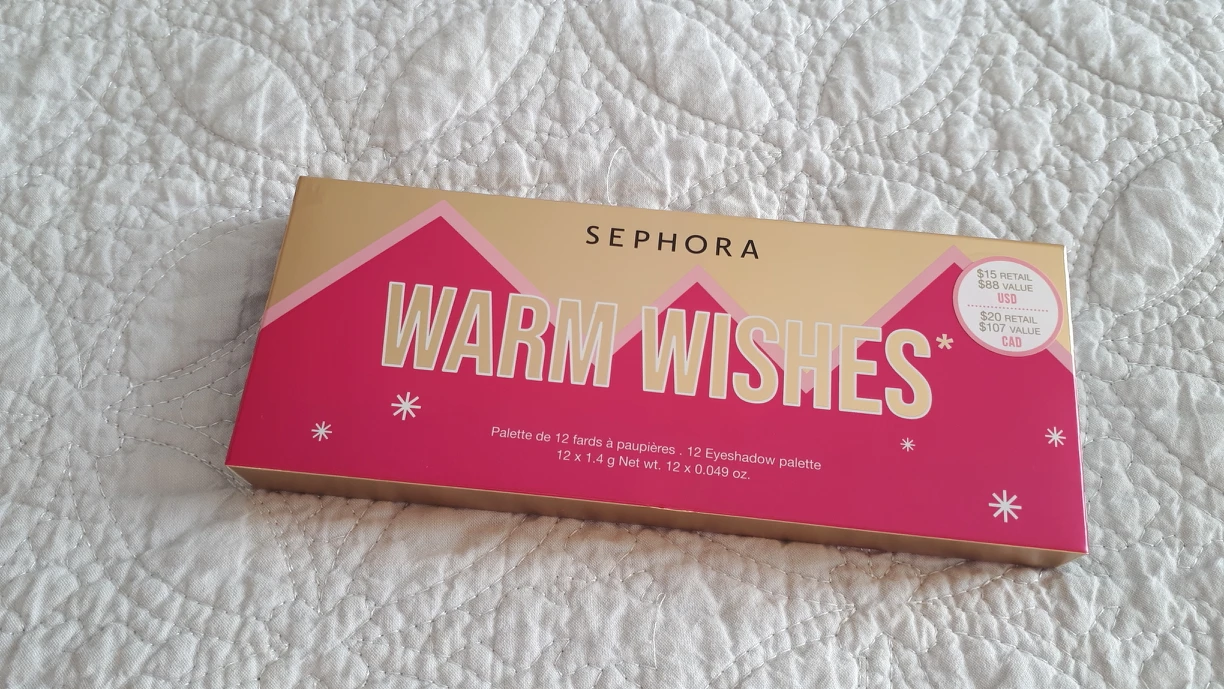 SEPHORA
WARM WISHES*
$15 RETAIL
$88 VALUE
USD
$20 RETAIL
$107 VALUE
CAD
Palette de 12 fards à paupières . 12 Eyeshadow palette
12 x 1.4 g Net wt. 12 x 0.049 oz.